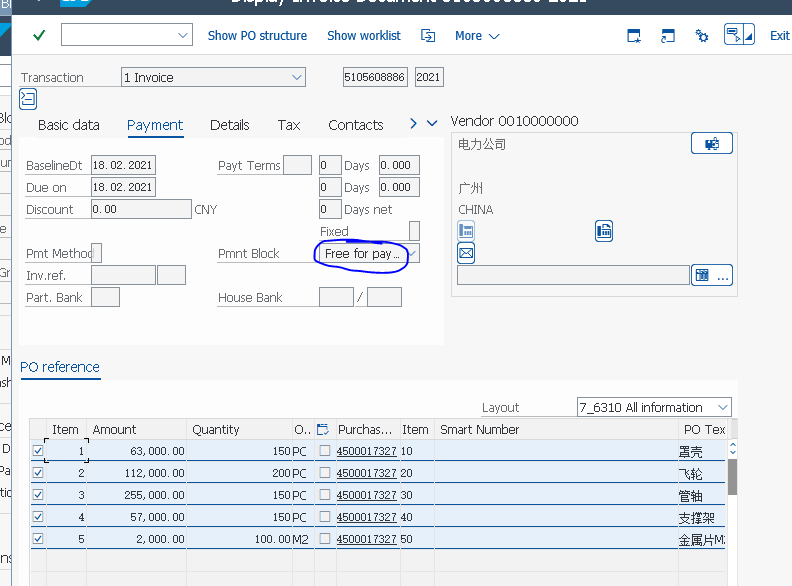 Display Invoice Document 5105608886 2021
Show PO structure Show worklist More Exit
Transaction 1 Invoice 5105608886 2021
Basic data Payment Details Tax Contacts
Vendor 0010000000
电力公司
广州
CHINA
BaselineDt 18.02.2021 Payt Terms 0 Days 0.000
Due on 18.02.2021 0 Days 0.000
Discount 0.00 CNY 0 Days net
Fixed
Pmt Method Pmnt Block Free for pay...
Inv.ref.
Part. Bank House Bank /
...
PO reference
Layout 7_6310 All information
Item Amount Quantity O.. Purchas... Item Smart Number PO Tex
1 63,000.00 150 PC 4500017327 10 罩壳
2 112,000.00 200 PC 4500017327 20 飞轮
3 255,000.00 150 PC 4500017327 30 管轴
4 57,000.00 150 PC 4500017327 40 支撑架
5 2,000.00 100.00 M2 4500017327 50 金属片M2